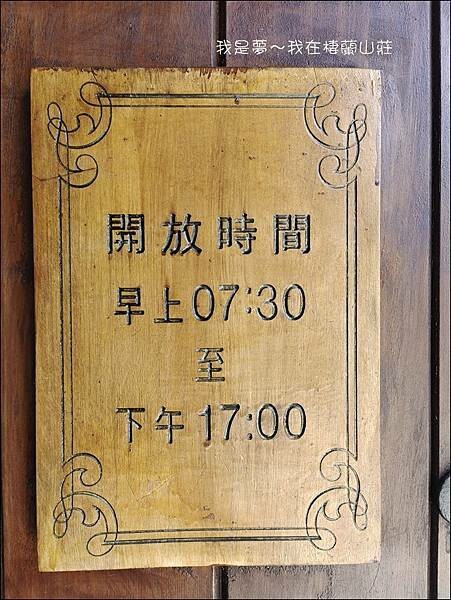 我是夢～我在棲蘭山莊
開放時間
早上07:30
至
下午17:00